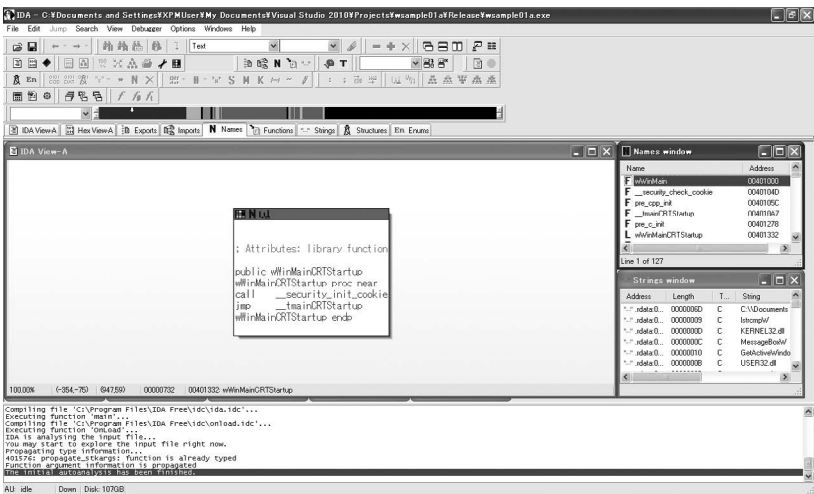 IDA - C:¥Documents and Settings¥XPMUser¥My Documents¥Visual Studio 2010¥Projects¥wsample01a¥Release¥wsample01a.exe
File Edit Jump Search View Debugger Options Windows Help
Text
En
IDA View-A Hex View-A Exports Imports N Names Functions Strings Structures En Enums
IDA View-A
; Attributes: library function
public wWinMainCRTStartup
wWinMainCRTStartup proc near
call __security_init_cookie
jmp __tmainCRTStartup
wWinMainCRTStartup endp
100.00% (-354,-75) (947,59) 00000732 00401332: wWinMainCRTStartup
Names window
Name Address
F wWinMain 00401000
F __security_check_cookie 0040104D
F pre_cpp_init 0040105C
F __tmainCRTStartup 004010A7
F pre_c_init 00401278
L wWinMainCRTStartup 00401332
Line 1 of 127
Strings window
Address Length T... String
.rdata:0... 0000006D C C:\\Documents
.rdata:0... 00000009 C lstrcmpW
.rdata:0... 0000000D C KERNEL32.dll
.rdata:0... 0000000C C MessageBoxW
.rdata:0... 00000010 C GetActiveWindo
.rdata:0... 0000000B C USER32.dll
Compiling file 'C:\Program Files\IDA Free\idc\ida.idc'...
Executing function 'main'...
Compiling file 'C:\Program Files\IDA Free\idc\onload.idc'...
Executing function 'OnLoad'...
IDA is analysing the input file...
You may start to explore the input file right now.
Propagating type information...
401576: propagate_stkargs: function is already typed
Function argument information is propagated
The initial autoanalysis has been finished.
AU: idle Down Disk: 107GB